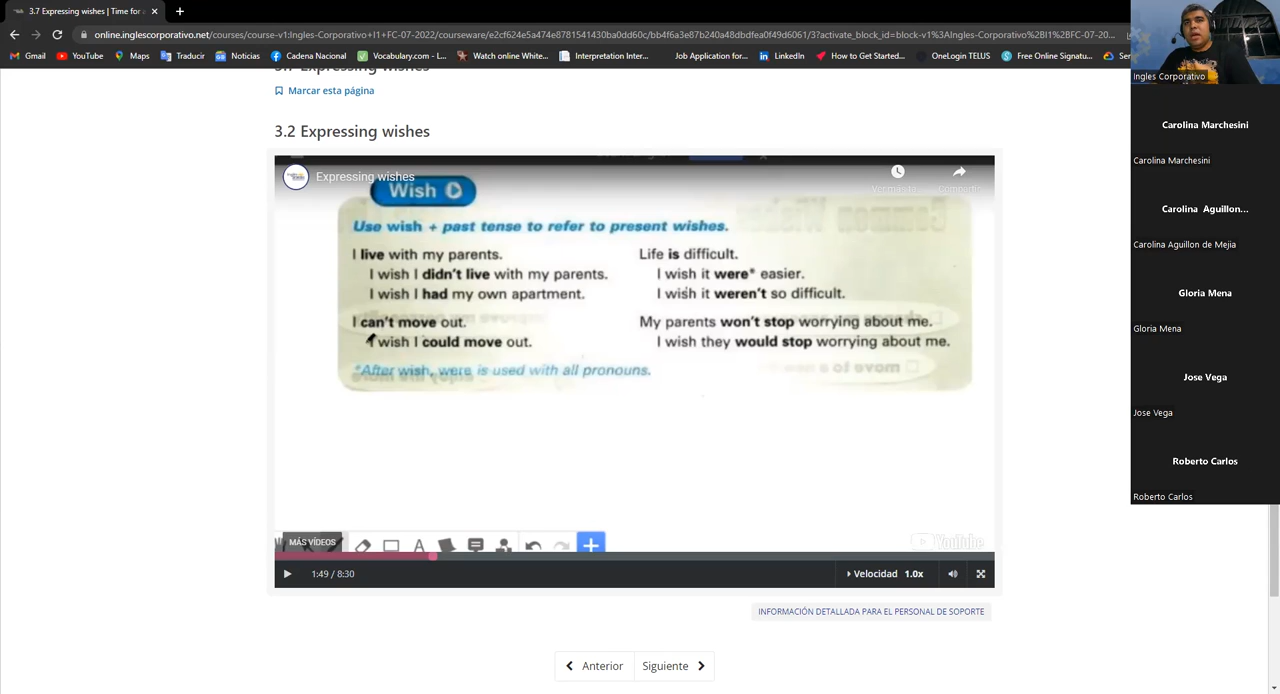 3.7 Expressing wishes | Time for
online.inglescorporativo.net/courses/course-v1:Ingles-Corporativo+I1+FC-07-2022/courseware/e2cf624e5a474e8781541430ba0dd60c/bb4f6a3e87b240a48dbdfea0f49d6061/3?activate_block_id=block-v1%3AIngles-Corporativo%2BI1%2BFC-07-20...
Gmail YouTube Maps Traducir Noticias Cadena Nacional Vocabulary.com - L... Watch online White... Interpretation Inter... Job Application for... LinkedIn How to Get Started... OneLogin TELUS Free Online Signatu... Ser
Expressing wishes
Marcar esta página
3.2 Expressing wishes
Expressing wishes
Ver más ta...
Compartir
Wish
Use wish + past tense to refer to present wishes.
I live with my parents.
I wish I didn't live with my parents.
I wish I had my own apartment.
I can't move out.
I wish I could move out.
Life is difficult.
I wish it were* easier.
I wish it weren't so difficult.
My parents won't stop worrying about me.
I wish they would stop worrying about me.
*After wish, were is used with all pronouns.
MÁS VÍDEOS
YouTube
1:49 / 8:30
Velocidad 1.0x
INFORMACIÓN DETALLADA PARA EL PERSONAL DE SOPORTE
Anterior Siguiente
Ingles Corporativo
Carolina Marchesini
Carolina Marchesini
Carolina Aguillon...
Carolina Aguillon de Mejia
Gloria Mena
Gloria Mena
Jose Vega
Jose Vega
Roberto Carlos
Roberto Carlos